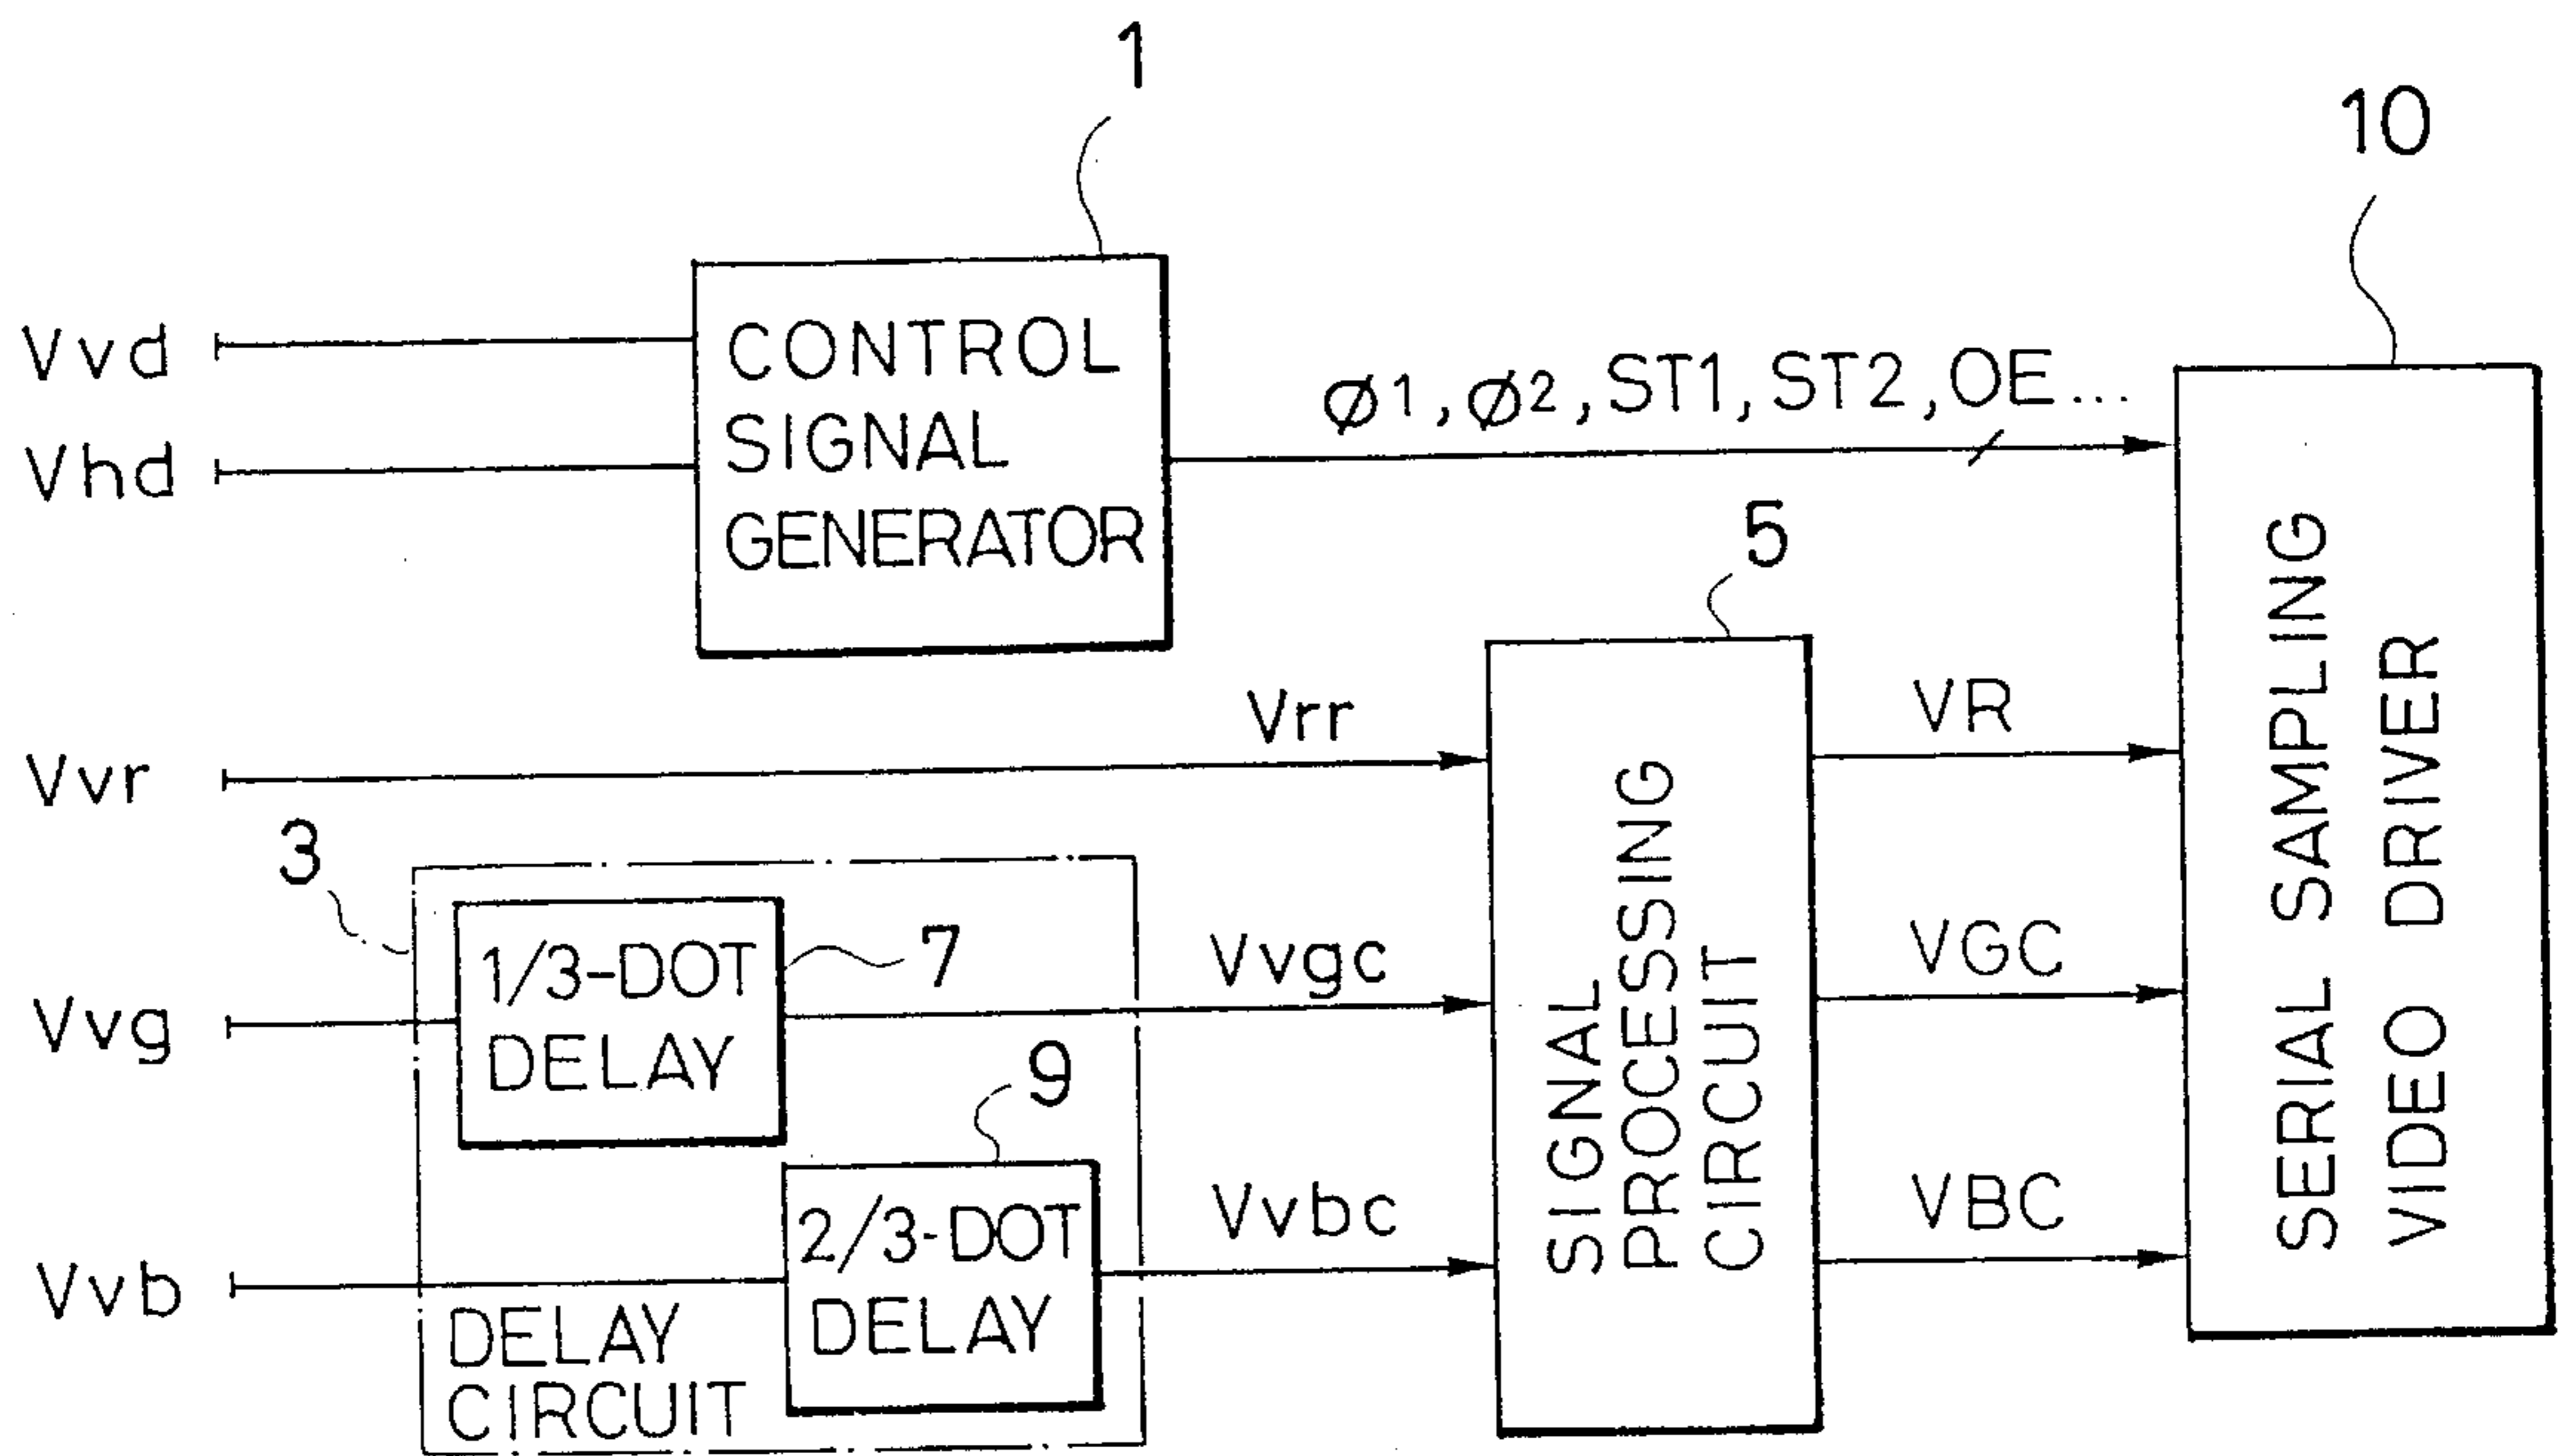 1
10
Vvd
Vhd
CONTROL
SIGNAL
GENERATOR
ø1, ø2, ST1, ST2, OE...
5
Vvr
Vrr
VR
3
1/3-DOT
DELAY
7
Vvg
Vvgc
VGC
9
2/3-DOT
DELAY
Vvb
Vvbc
VBC
DELAY
CIRCUIT
SIGNAL
PROCESSING
CIRCUIT
SERIAL SAMPLING
VIDEO DRIVER